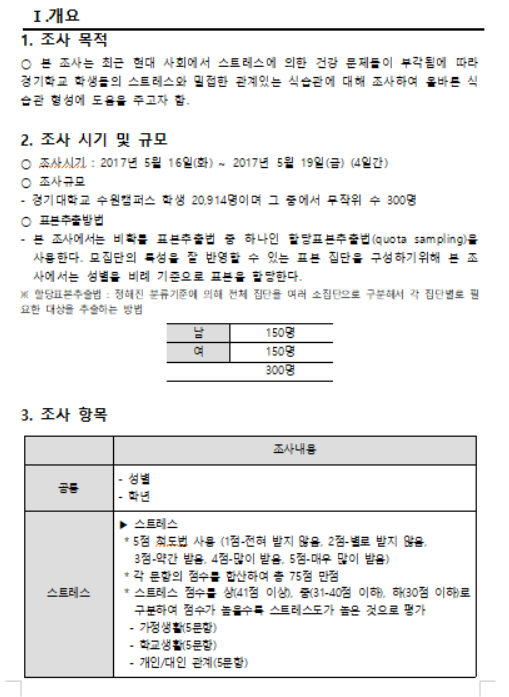 Ⅰ.개요
1. 조사 목적
○ 본 조사는 최근 현대 사회에서 스트레스에 의한 건강 문제들이 부각됨에 따라
경기학교 학생들의 스트레스와 밀접한 관계있는 식습관에 대해 조사하여 올바른 식
습관 형성에 도움을 주고자 함.
2. 조사 시기 및 규모
○ 조사시기 : 2017년 5월 16일(화) ~ 2017년 5월 19일(금) (4일간)
○ 조사규모
- 경기대학교 수원캠퍼스 학생 20,914명이며 그 중에서 무작위 수 300명
○ 표본추출방법
- 본 조사에서는 비확률 표본추출법 중 하나인 할당표본추출법(quota sampling)을
사용한다. 모집단의 특성을 잘 반영할 수 있는 표본 집단을 구성하기위해 본 조
사에서는 성별을 비례 기준으로 표본을 할당한다.
※ 할당표본추출법 : 정해진 분류기준에 의해 전체 집단을 여러 소집단으로 구분해서 각 집단별로 필
요한 대상을 추출하는 방법
남 150명
여 150명
300명
3. 조사 항목
조사내용
공통
- 성별
- 학년
스트레스
▶ 스트레스
* 5점 척도법 사용 (1점-전혀 받지 않음, 2점-별로 받지 않음,
3점-약간 받음, 4점-많이 받음, 5점-매우 많이 받음)
* 각 문항의 점수를 합산하여 총 75점 만점
* 스트레스 점수를 상(41점 이상), 중(31-40점 이하), 하(30점 이하)로
구분하여 점수가 높을수록 스트레스도가 높은 것으로 평가
- 가정생활(5문항)
- 학교생활(5문항)
- 개인/대인 관계(5문항)